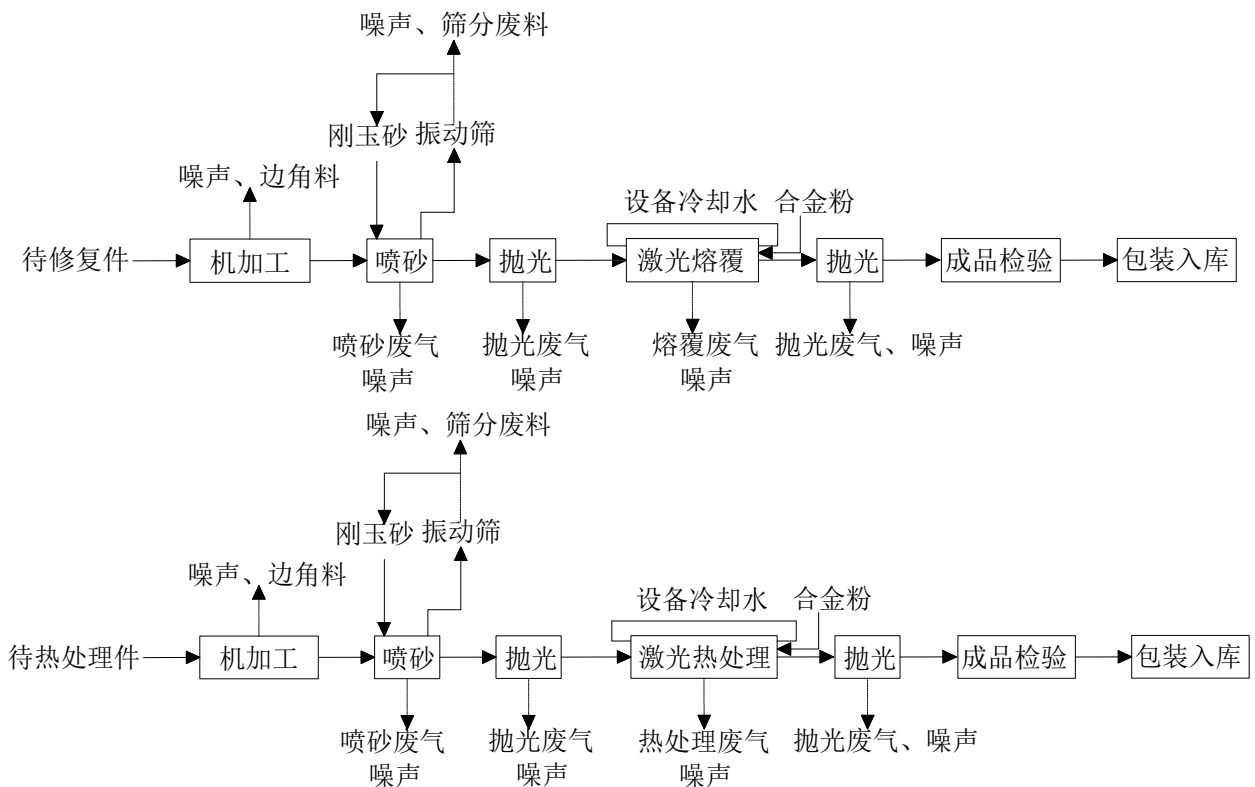 噪声、筛分废料
刚玉砂 振动筛
噪声、边角料
设备冷却水 合金粉
待修复件 机加工 喷砂 抛光 激光熔覆 抛光 成品检验 包装入库
喷砂废气 抛光废气 熔覆废气 抛光废气、噪声
噪声 噪声 噪声
噪声、筛分废料
刚玉砂 振动筛
噪声、边角料
设备冷却水 合金粉
待热处理件 机加工 喷砂 抛光 激光热处理 抛光 成品检验 包装入库
喷砂废气 抛光废气 热处理废气 抛光废气、噪声
噪声 噪声 噪声